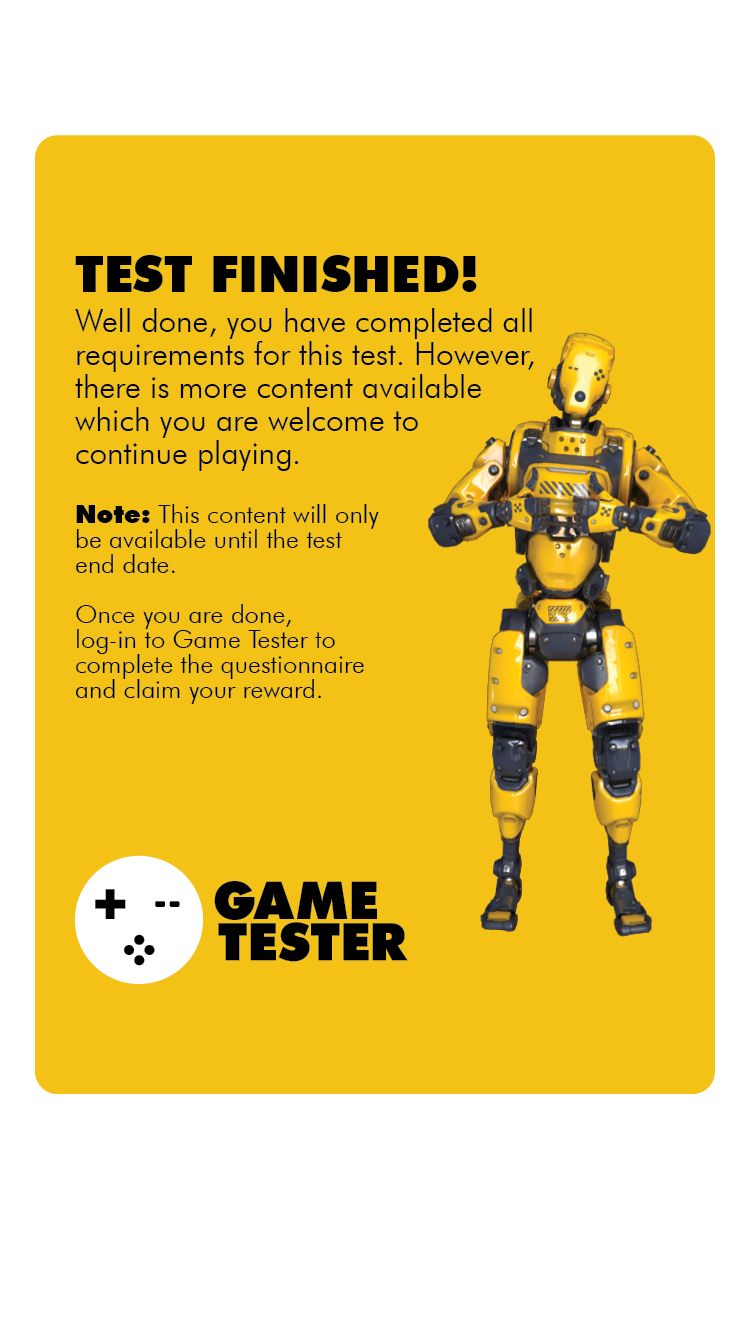 TEST FINISHED!
Well done, you have completed all
requirements for this test. However,
there is more content available
which you are welcome to
continue playing.
Note: This content will only
be available until the test
end date.
Once you are done,
log-in to Game Tester to
complete the questionnaire
and claim your reward.
GAME
TESTER